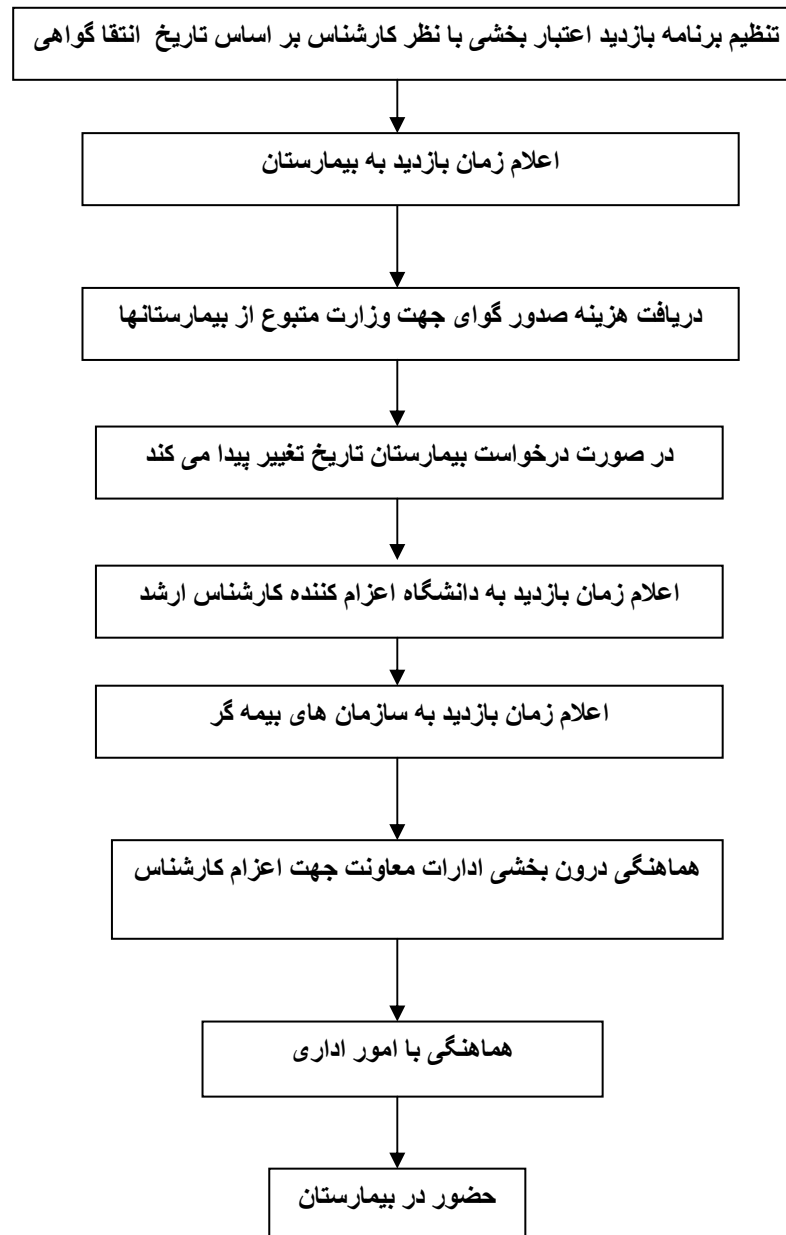 تنظیم برنامه بازدید اعتبار بخشی با نظر کارشناس بر اساس تاریخ انتقا گواهی
اعلام زمان بازدید به بیمارستان
دریافت هزینه صدور گوای جهت وزارت متبوع از بیمارستانها
در صورت درخواست بیمارستان تاریخ تغییر پیدا می کند
اعلام زمان بازدید به دانشگاه اعزام کننده کارشناس ارشد
اعلام زمان بازدید به سازمان های بیمه گر
هماهنگی درون بخشی ادارات معاونت جهت اعزام کارشناس
هماهنگی با امور اداری
حضور در بیمارستان